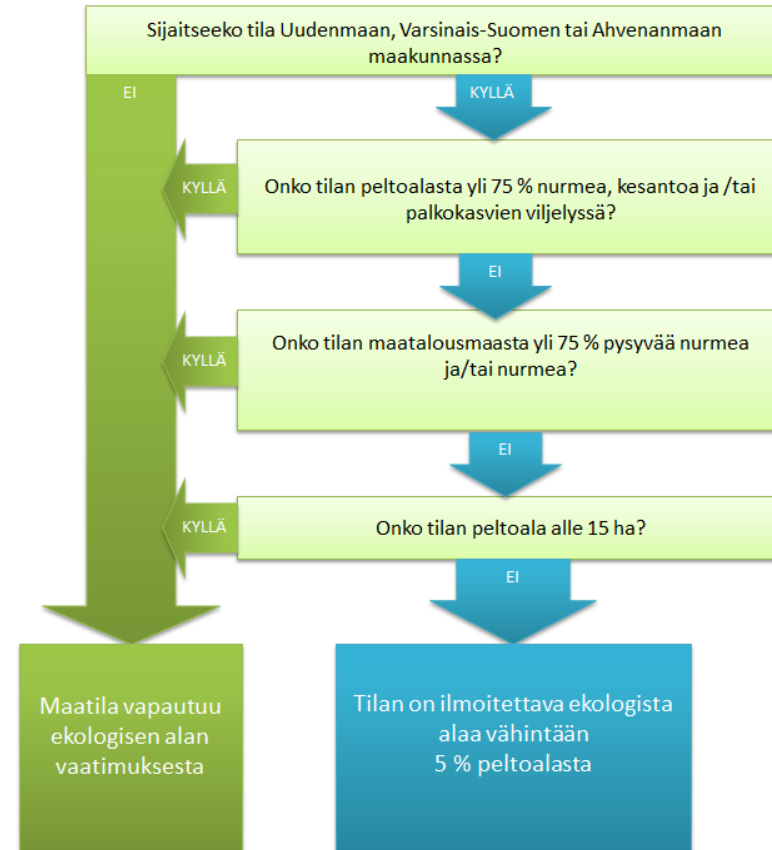 Sijaitseeko tila Uudenmaan, Varsinais-Suomen tai Ahvenanmaan
maakunnassa?
EI
KYLLÄ
KYLLÄ
Onko tilan peltoalasta yli 75 % nurmea, kesantoa ja /tai
palkokasvien viljelyssä?
EI
KYLLÄ
Onko tilan maatalousmaasta yli 75 % pysyvää nurmea
ja/tai nurmea?
EI
KYLLÄ
Onko tilan peltoala alle 15 ha?
EI
Maatila vapautuu
ekologisen alan
vaatimuksesta
Tilan on ilmoitettava ekologista
alaa vähintään
5 % peltoalasta